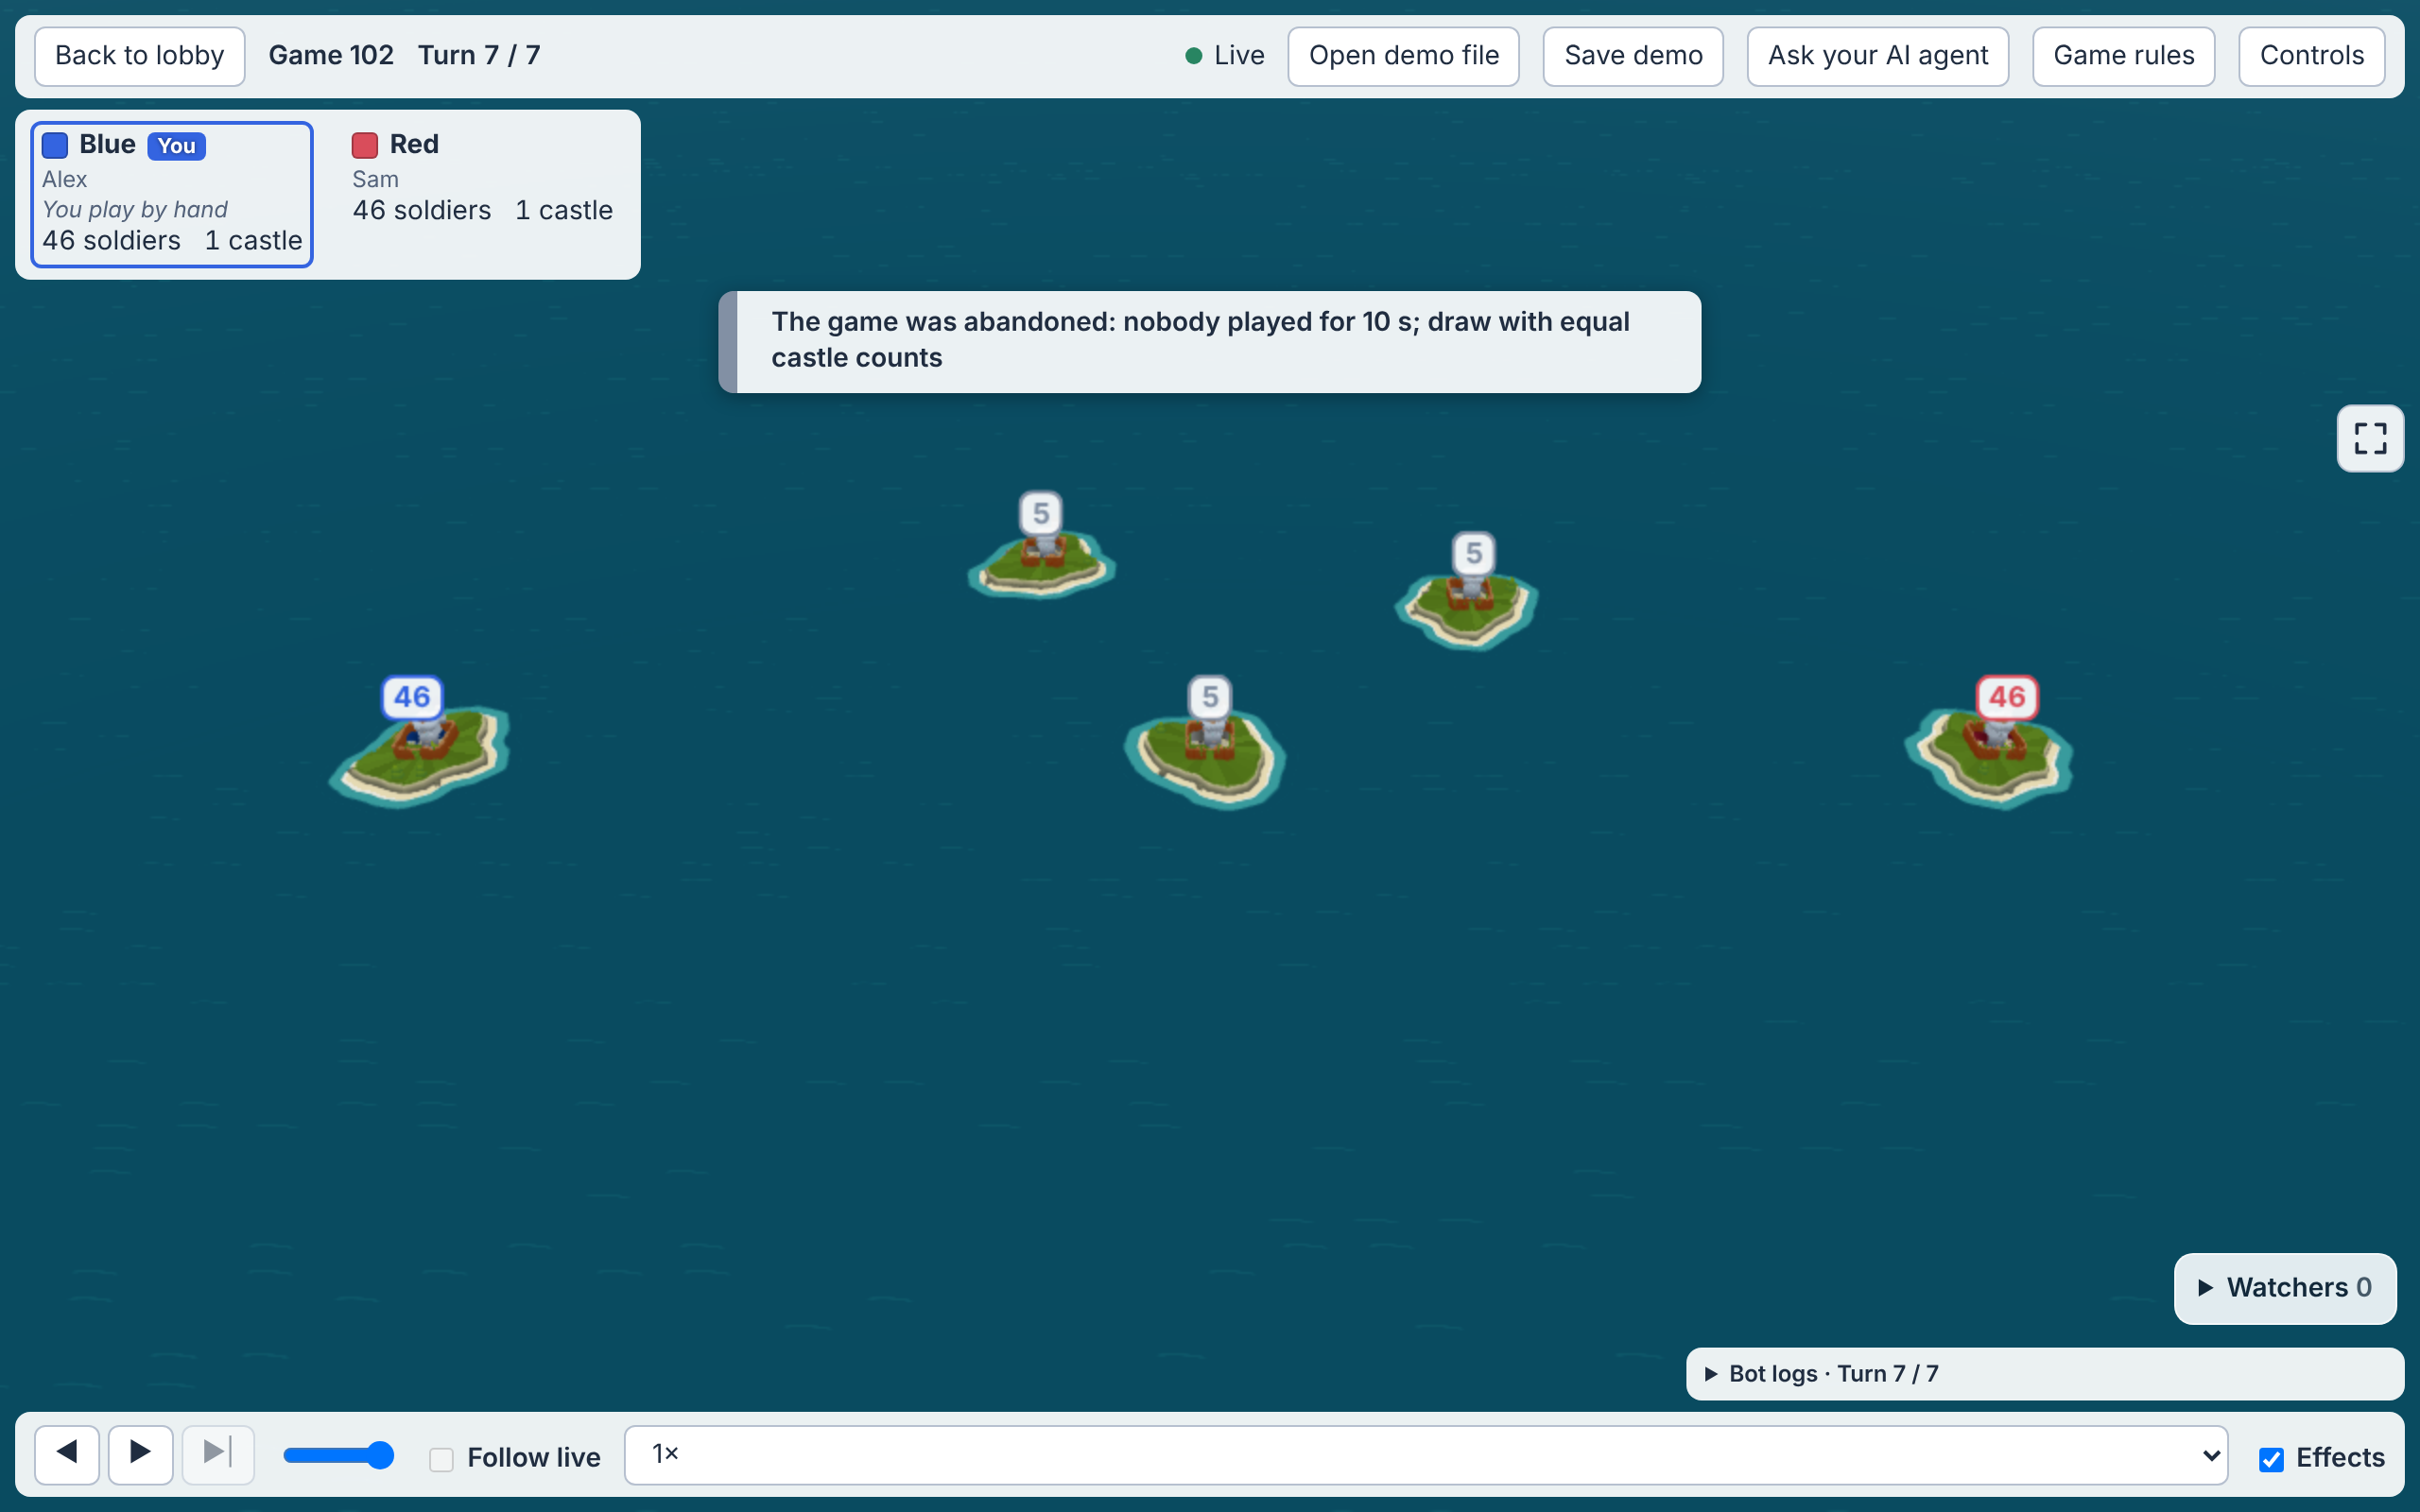 Back to lobby Game 102 Turn 7 / 7 Live Open demo file Save demo Ask your AI agent Game rules Controls
Blue You Red
Alex Sam
You play by hand 46 soldiers 1 castle
46 soldiers 1 castle
The game was abandoned: nobody played for 10 s; draw with equal
castle counts
5
5
46 5 46
Watchers 0
Bot logs · Turn 7 / 7
Follow live 1× Effects